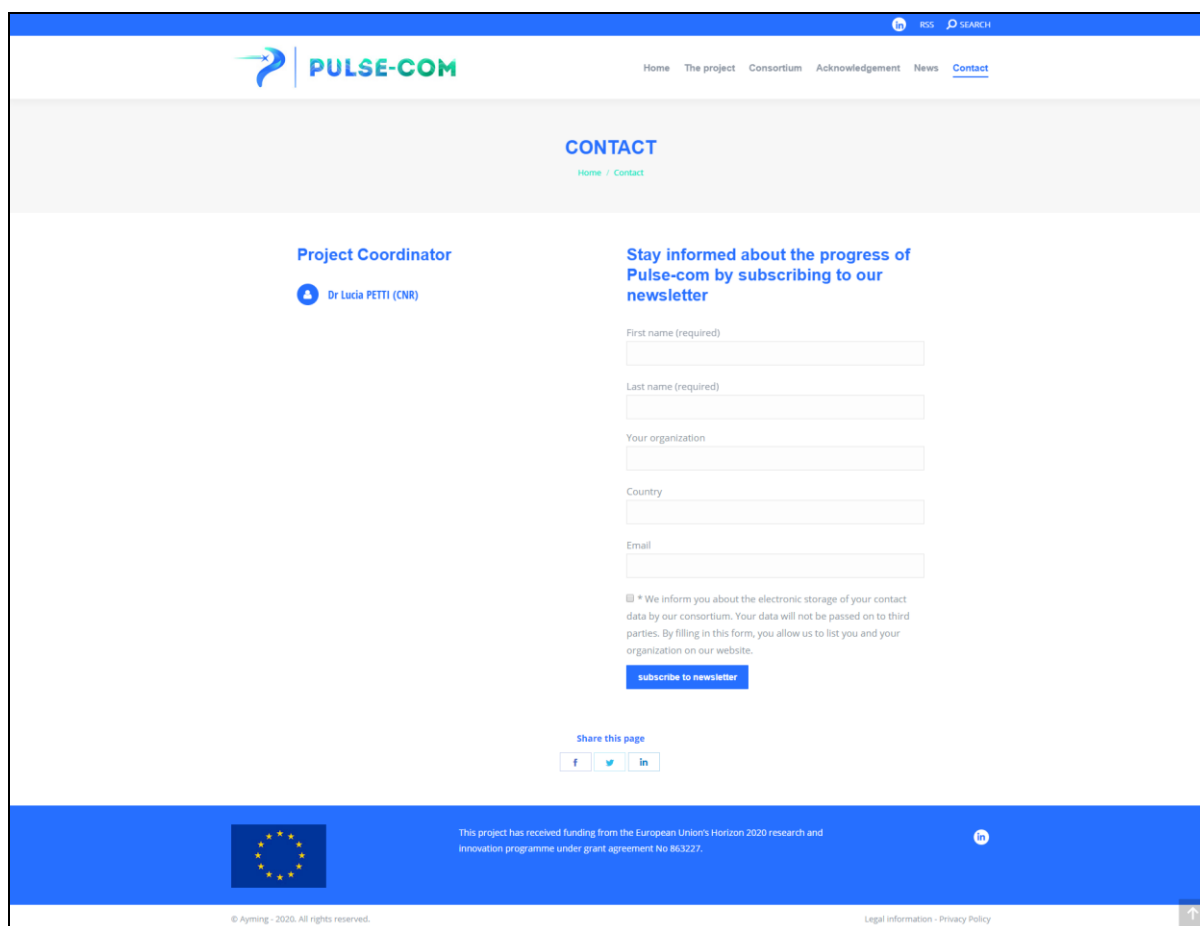 RSS SEARCH
PULSE-COM
Home The project Consortium Acknowledgement News Contact
CONTACT
Home / Contact
Project Coordinator
Dr Lucia PETTI (CNR)
Stay informed about the progress of
Pulse-com by subscribing to our
newsletter
First name (required)
Last name (required)
Your organization
Country
Email
* We inform you about the electronic storage of your contact
data by our consortium. Your data will not be passed on to third
parties. By filling in this form, you allow us to list you and your
organization on our website.
subscribe to newsletter
Share this page
This project has received funding from the European Union's Horizon 2020 research and
innovation programme under grant agreement No 863227.
© Ayming - 2020. All rights reserved.
Legal information - Privacy Policy